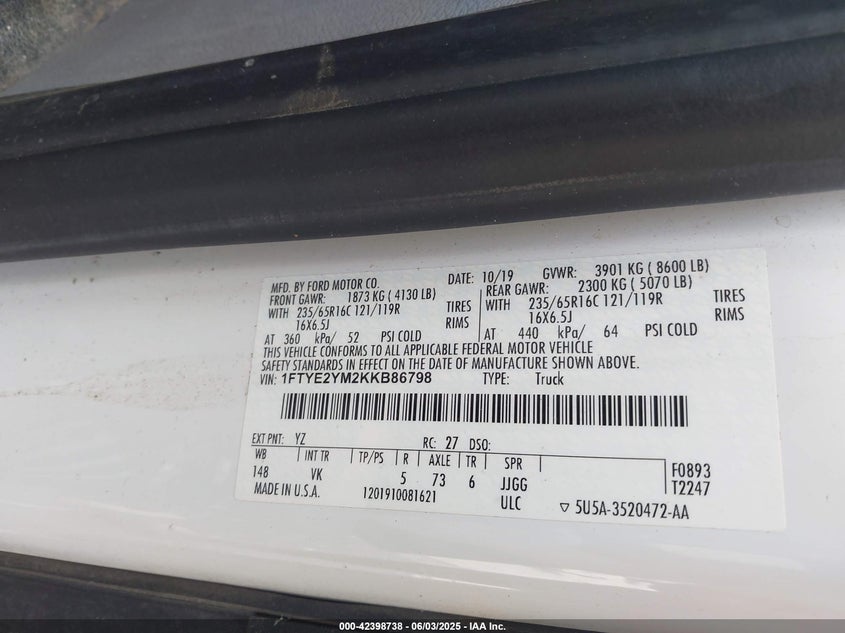 MFD. BY FORD MOTOR CO. DATE: 10/19 GVWR: 3901 KG ( 8600 LB)
FRONT GAWR: 1873 KG ( 4130 LB) REAR GAWR: 2300 KG ( 5070 LB)
WITH 235/65R16C 121/119R TIRES WITH 235/65R16C 121/119R TIRES
16X6.5J RIMS 16X6.5J RIMS
AT 360 kPa/ 52 PSI COLD AT 440 kPa/ 64 PSI COLD
THIS VEHICLE CONFORMS TO ALL APPLICABLE FEDERAL MOTOR VEHICLE
SAFETY STANDARDS IN EFFECT ON THE DATE OF MANUFACTURE SHOWN ABOVE.
VIN: 1FTYE2YM2KKB86798 TYPE: Truck
EXT PNT: YZ RC: 27 DSO:
WB INT TR TP/PS R AXLE TR SPR
148 VK 5 73 6 JJGG F0893
ULC T2247
MADE IN U.S.A. 1201910081621 ▽ 5U5A-3520472-AA
000-42398738 - 06/03/2025 - IAA Inc.